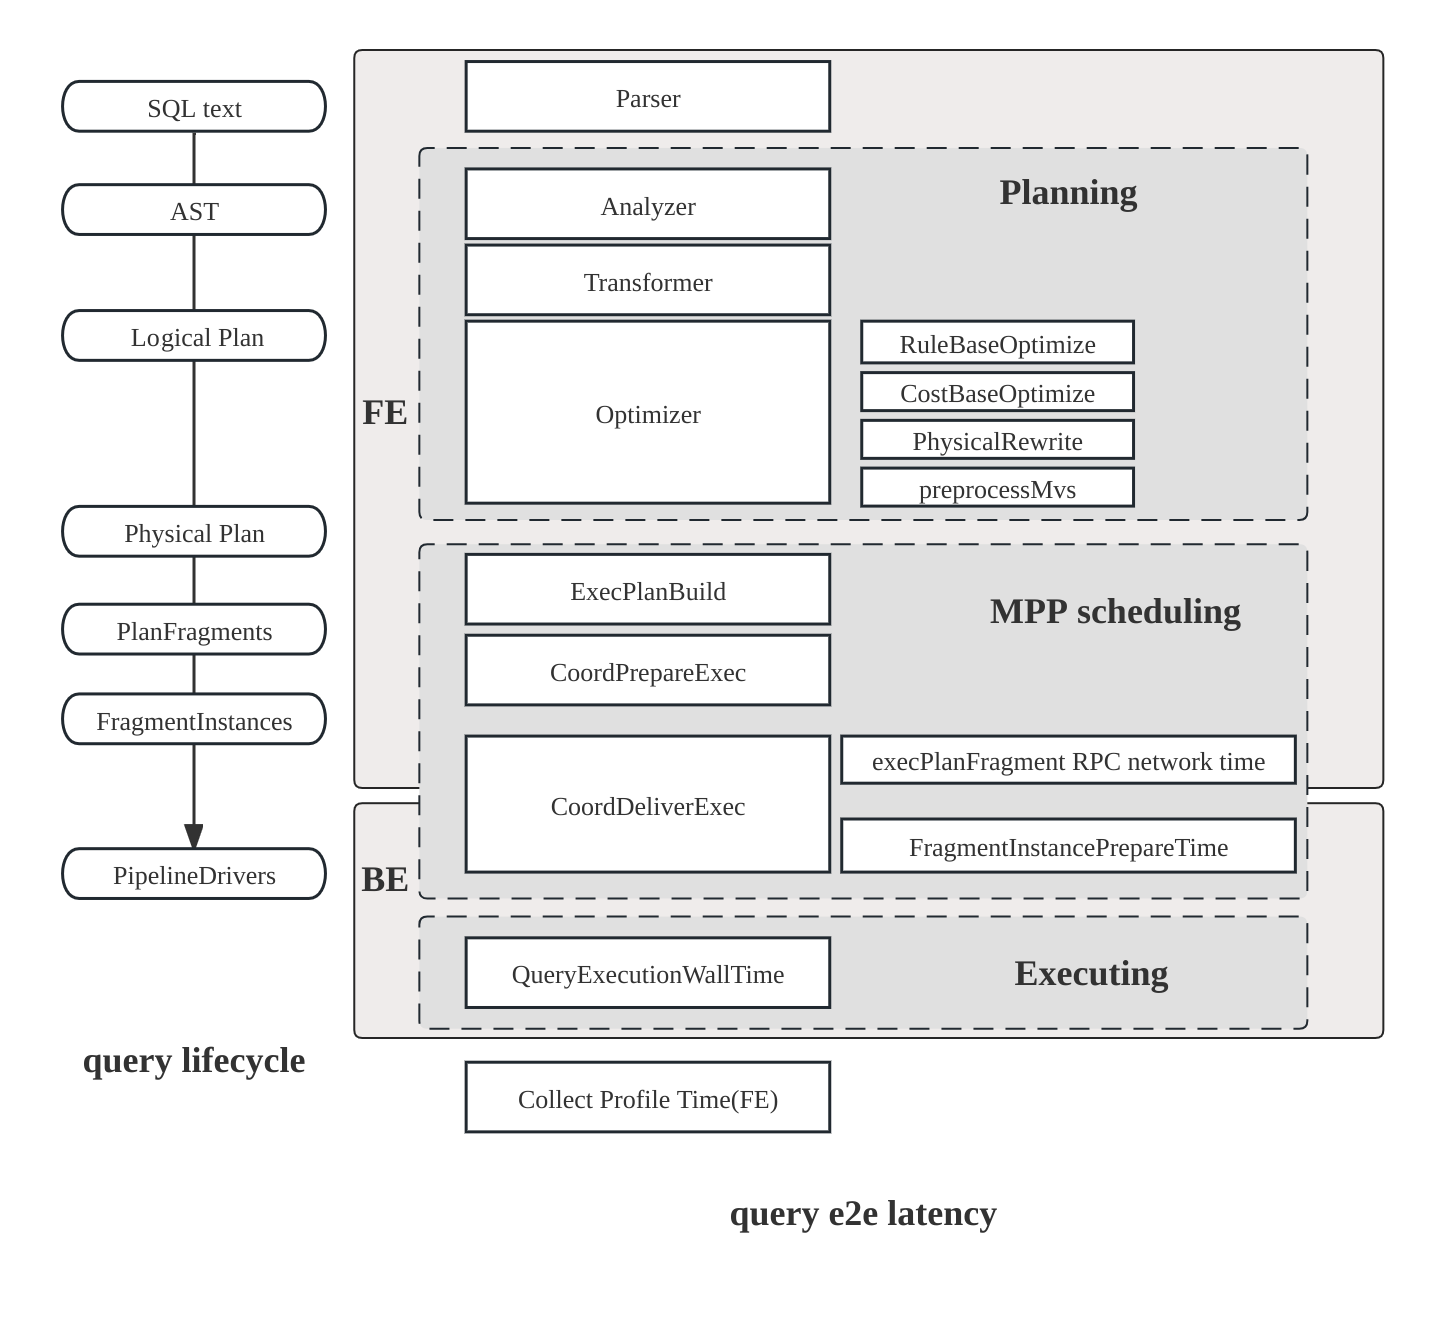 SQL text
AST
Logical Plan
Physical Plan
PlanFragments
FragmentInstances
PipelineDrivers
query lifecycle
FE
Parser
Planning
Analyzer
Transformer
Optimizer
RuleBaseOptimize
CostBaseOptimize
PhysicalRewrite
preprocessMvs
MPP scheduling
ExecPlanBuild
CoordPrepareExec
CoordDeliverExec
execPlanFragment RPC network time
FragmentInstancePrepareTime
BE
QueryExecutionWallTime
Executing
Collect Profile Time(FE)
query e2e latency